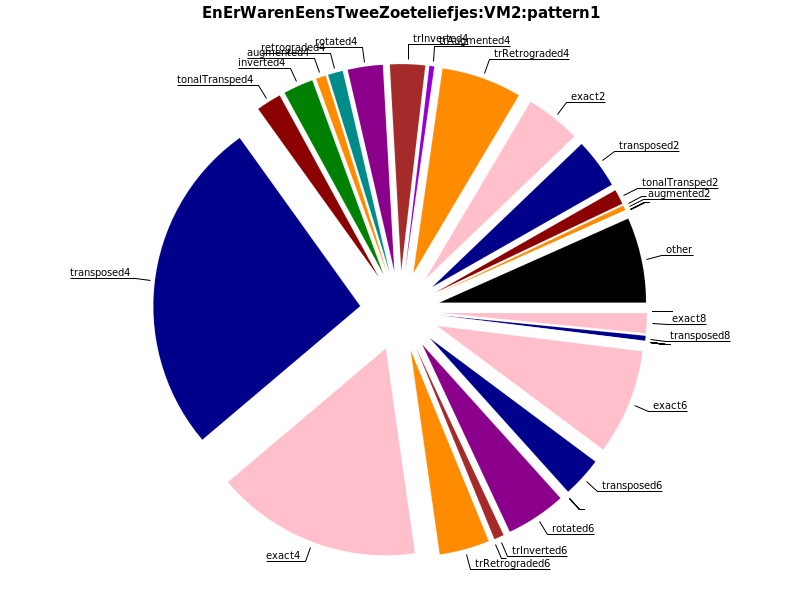 EnErWarenEensTweeZoeteliefjes:VM2:pattern1
rotated4
trInverted4
trAugmented4
retrograded4
augmented4
trRetrograded4
inverted4
tonalTransped4
exact2
transposed2
tonalTransped2
augmented2
other
transposed4
exact8
transposed8
exact6
transposed6
rotated6
trInverted6
exact4
trRetrograded6